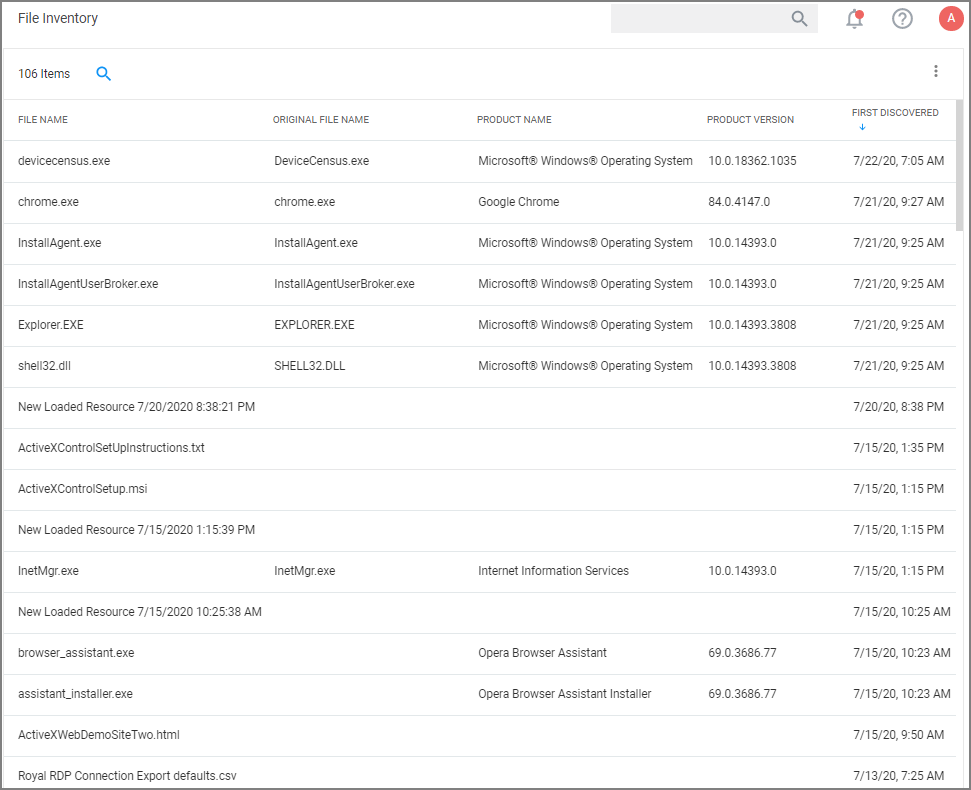 File Inventory
A
106 Items
FILE NAME ORIGINAL FILE NAME PRODUCT NAME PRODUCT VERSION FIRST DISCOVERED
devicecensus.exe DeviceCensus.exe Microsoft® Windows® Operating System 10.0.18362.1035 7/22/20, 7:05 AM
chrome.exe chrome.exe Google Chrome 84.0.4147.0 7/21/20, 9:27 AM
InstallAgent.exe InstallAgent.exe Microsoft® Windows® Operating System 10.0.14393.0 7/21/20, 9:25 AM
InstallAgentUserBroker.exe InstallAgentUserBroker.exe Microsoft® Windows® Operating System 10.0.14393.0 7/21/20, 9:25 AM
Explorer.EXE EXPLORER.EXE Microsoft® Windows® Operating System 10.0.14393.3808 7/21/20, 9:25 AM
shell32.dll SHELL32.DLL Microsoft® Windows® Operating System 10.0.14393.3808 7/21/20, 9:25 AM
New Loaded Resource 7/20/2020 8:38:21 PM 7/20/20, 8:38 PM
ActiveXControlSetUpInstructions.txt 7/15/20, 1:35 PM
ActiveXControlSetup.msi 7/15/20, 1:15 PM
New Loaded Resource 7/15/2020 1:15:39 PM 7/15/20, 1:15 PM
InetMgr.exe InetMgr.exe Internet Information Services 10.0.14393.0 7/15/20, 1:15 PM
New Loaded Resource 7/15/2020 10:25:38 AM 7/15/20, 10:25 AM
browser_assistant.exe Opera Browser Assistant 69.0.3686.77 7/15/20, 10:23 AM
assistant_installer.exe Opera Browser Assistant Installer 69.0.3686.77 7/15/20, 10:23 AM
ActiveXWebDemoSiteTwo.html 7/15/20, 9:50 AM
Royal RDP Connection Export defaults.csv 7/13/20, 7:25 AM